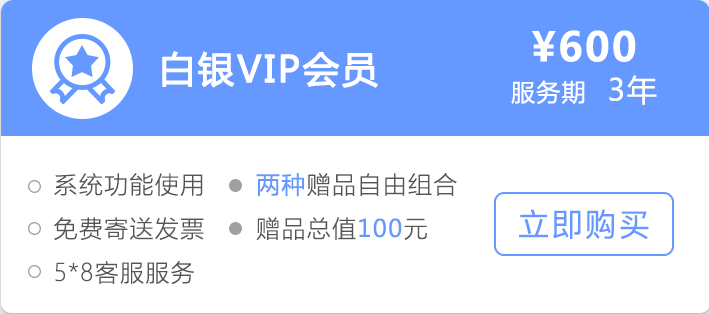 白银VIP会员
¥600
服务期 3年
系统功能使用
免费寄送发票
5*8客服服务
两种赠品自由组合
赠品总值100元
立即购买